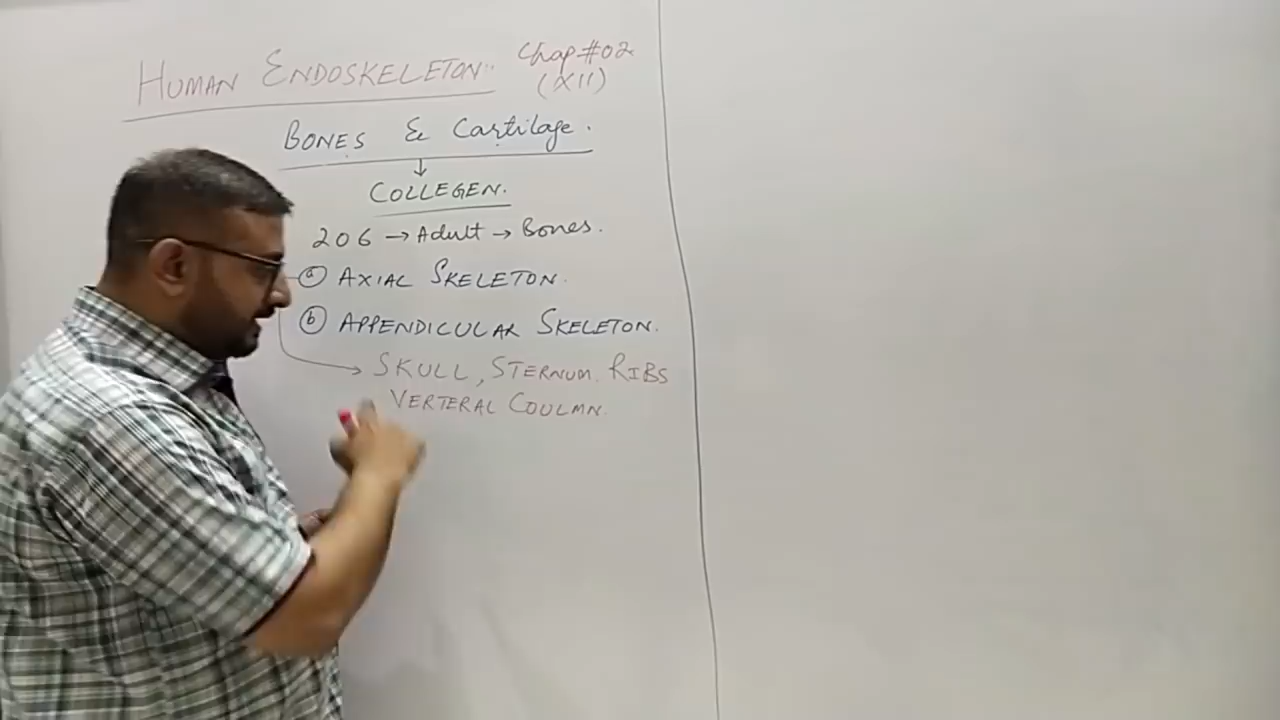 HUMAN ENDOSKELETON.. Chap#02
(XII)
BONES & Cartilage.
↓
COLLEGEN.
206 → Adult → Bones.
(a) AXIAL SKELETON.
(b) APPENDICULAR SKELETON.
→ SKULL, STERNUM. RIBS
VERTERAL COULMN.